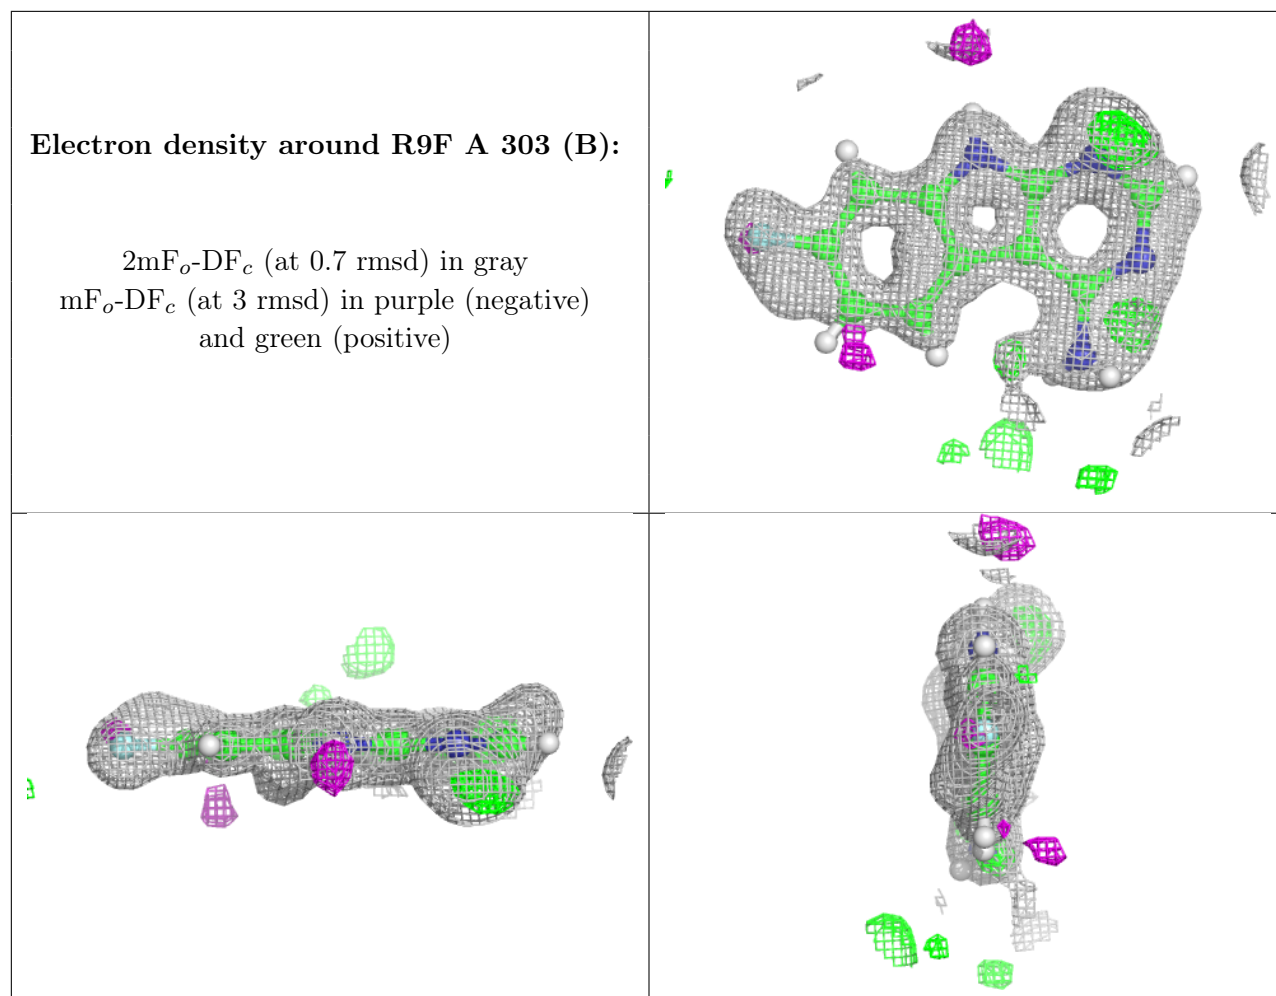 Electron density around R9F A 303 (B):
2mFₒ-DF𝒸 (at 0.7 rmsd) in gray
mFₒ-DF𝒸 (at 3 rmsd) in purple (negative)
and green (positive)